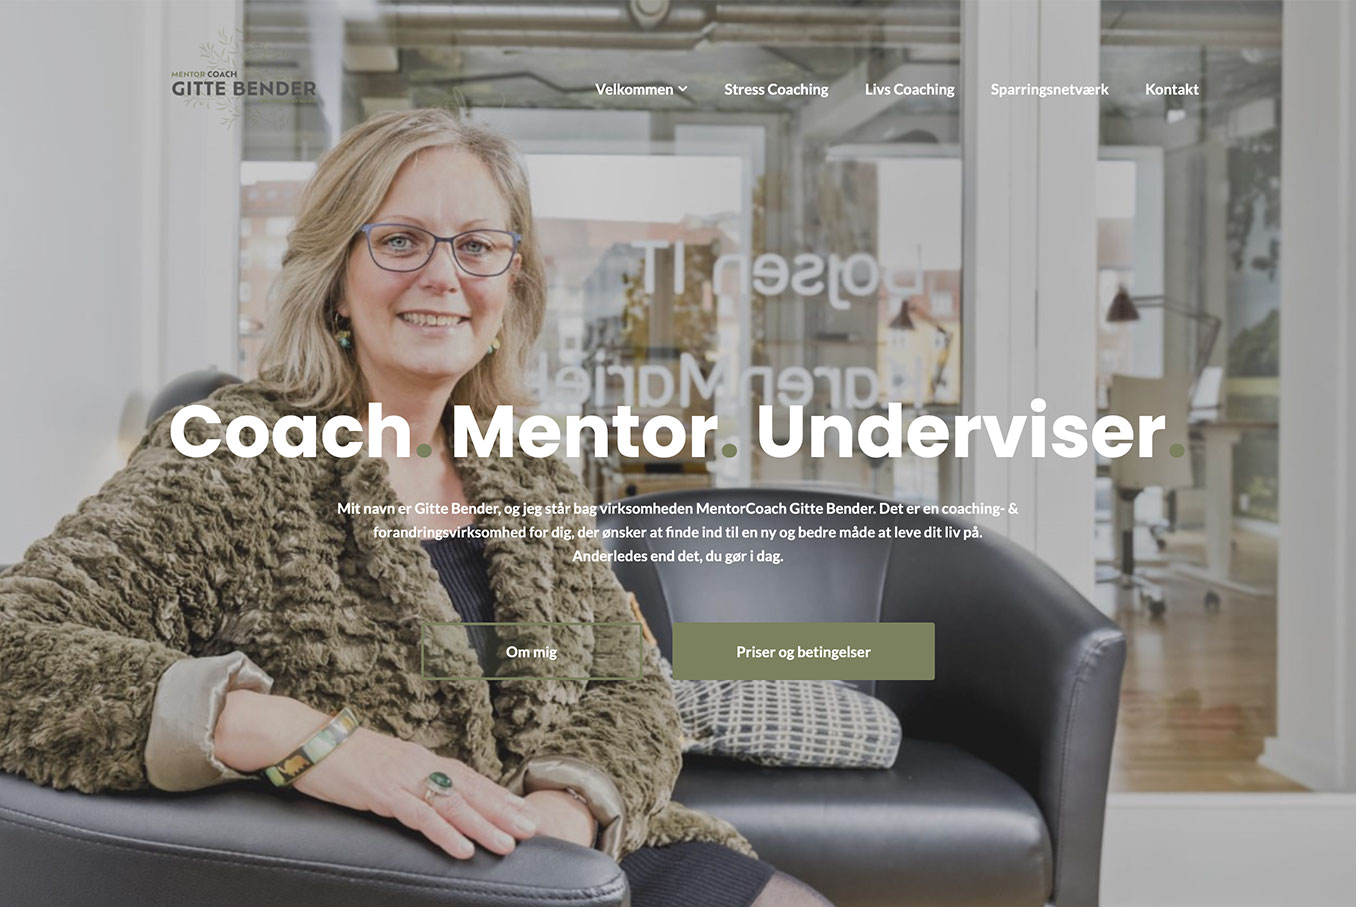 MENTOR COACH
GITTE BENDER
Velkommen
Stress Coaching
Livs Coaching
Sparringsnetværk
Kontakt
Bojsen IT
KarenMarie
Coach. Mentor. Underviser.
Mit navn er Gitte Bender, og jeg står bag virksomheden MentorCoach Gitte Bender. Det er en coaching- &
forandringsvirksomhed for dig, der ønsker at finde ind til en ny og bedre måde at leve dit liv på.
Anderledes end det, du gør i dag.
Om mig
Priser og betingelser